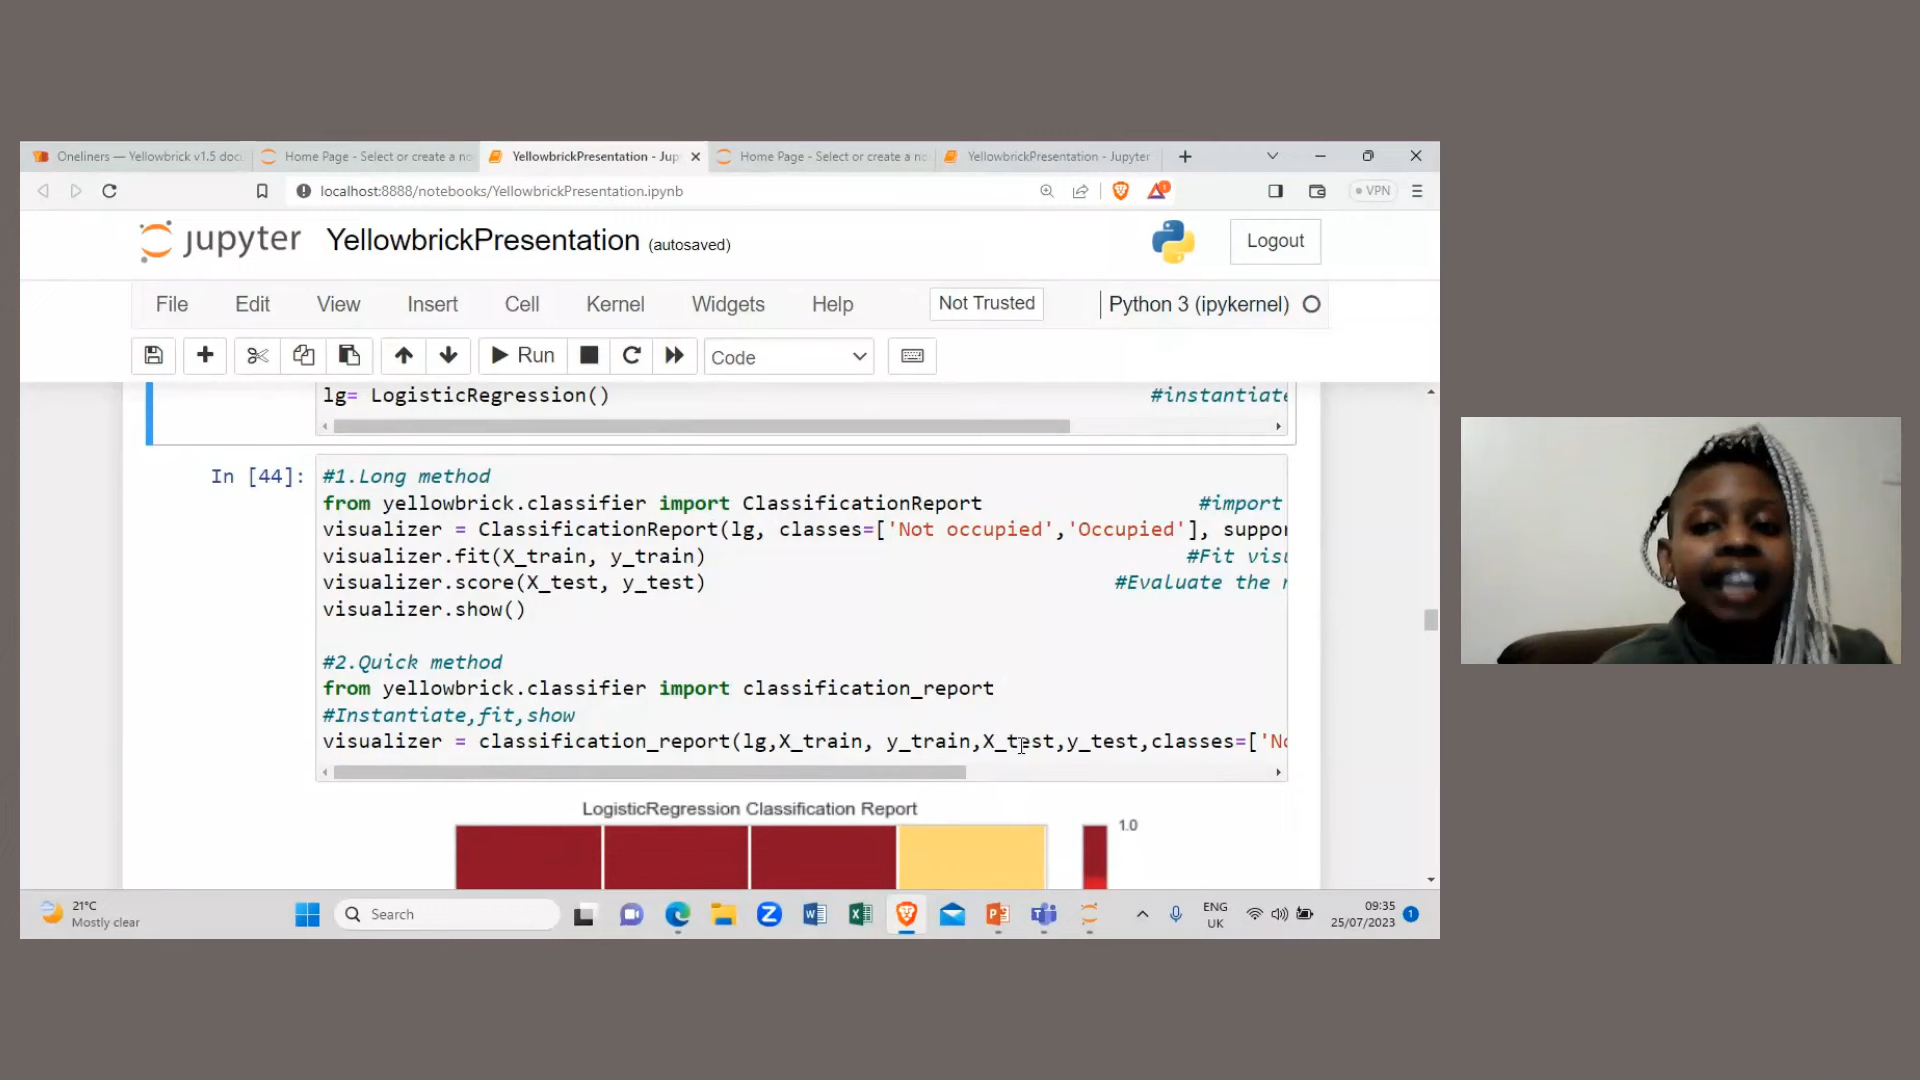 Oneliners — Yellowbrick v1.5 doc
Home Page - Select or create a no
YellowbrickPresentation - Jup
Home Page - Select or create a no
YellowbrickPresentation - Jupyter
localhost:8888/notebooks/YellowbrickPresentation.ipynb
VPN
jupyter YellowbrickPresentation (autosaved)
Logout
File Edit View Insert Cell Kernel Widgets Help
Not Trusted
Python 3 (ipykernel)
Run
Code
lg= LogisticRegression() #instantiate
In [44]:
#1.Long method
from yellowbrick.classifier import ClassificationReport #import
visualizer = ClassificationReport(lg, classes=['Not occupied','Occupied'], suppor
visualizer.fit(X_train, y_train) #Fit visu
visualizer.score(X_test, y_test) #Evaluate the
visualizer.show()
#2.Quick method
from yellowbrick.classifier import classification_report
#Instantiate,fit,show
visualizer = classification_report(lg,X_train, y_train,X_test,y_test,classes=['No
LogisticRegression Classification Report
1.0
21°C
Mostly clear
Search
ENG
UK
09:35
25/07/2023
1